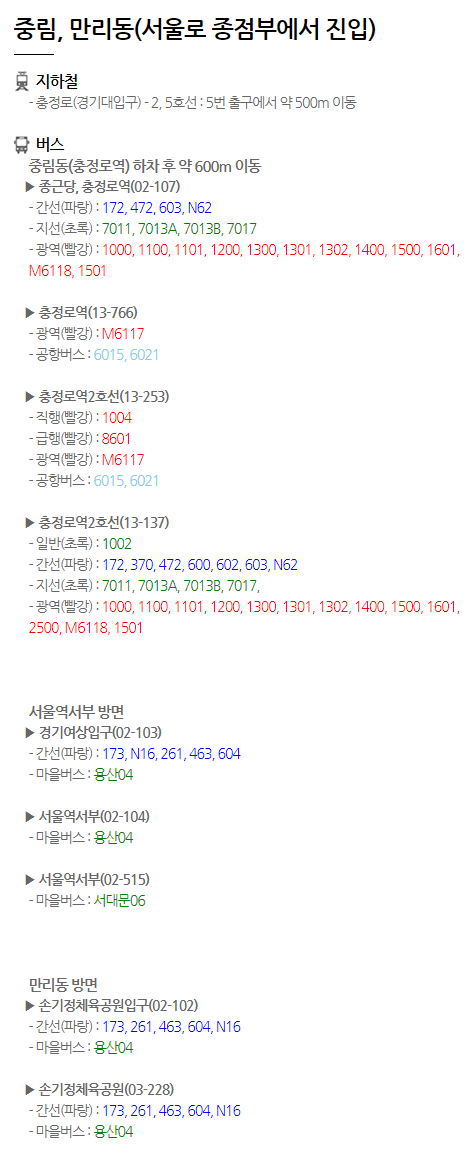 중림, 만리동(서울로 종점부에서 진입)
지하철
- 충정로(경기대입구) - 2, 5호선 : 5번 출구에서 약 500m 이동
버스
중림동(충정로역) 하차 후 약 600m 이동
▶ 종근당, 충정로역(02-107)
- 간선(파랑) : 172, 472, 603, N62
- 지선(초록) : 7011, 7013A, 7013B, 7017
- 광역(빨강) : 1000, 1100, 1101, 1200, 1300, 1301, 1302, 1400, 1500, 1601,
M6118, 1501
▶ 충정로역(13-766)
- 광역(빨강) : M6117
- 공항버스 : 6015, 6021
▶ 충정로역2호선(13-253)
- 직행(빨강) : 1004
- 급행(빨강) : 8601
- 광역(빨강) : M6117
- 공항버스 : 6015, 6021
▶ 충정로역2호선(13-137)
- 일반(초록) : 1002
- 간선(파랑) : 172, 370, 472, 600, 602, 603, N62
- 지선(초록) : 7011, 7013A, 7013B, 7017,
- 광역(빨강) : 1000, 1100, 1101, 1200, 1300, 1301, 1302, 1400, 1500, 1601,
2500, M6118, 1501
서울역서부 방면
▶ 경기여상입구(02-103)
- 간선(파랑) : 173, N16, 261, 463, 604
- 마을버스 : 용산04
▶ 서울역서부(02-104)
- 마을버스 : 용산04
▶ 서울역서부(02-515)
- 마을버스 : 서대문06
만리동 방면
▶ 손기정체육공원입구(02-102)
- 간선(파랑) : 173, 261, 463, 604, N16
- 마을버스 : 용산04
▶ 손기정체육공원(03-228)
- 간선(파랑) : 173, 261, 463, 604, N16
- 마을버스 : 용산04